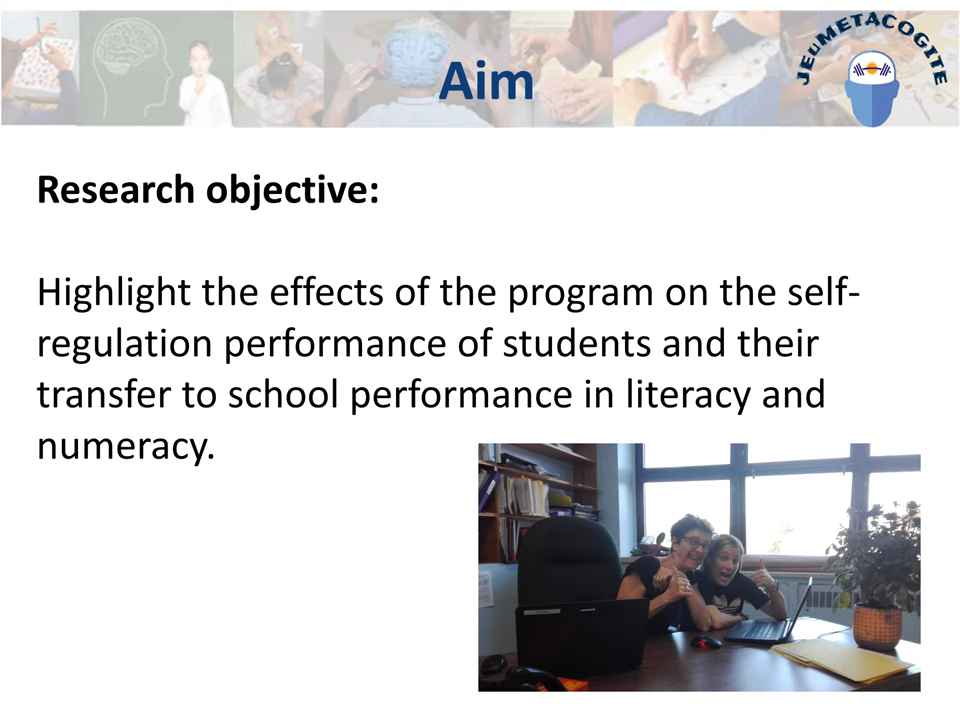 JEuMETACOGITE
Aim
Research objective:
Highlight the effects of the program on the self-
regulation performance of students and their
transfer to school performance in literacy and
numeracy.